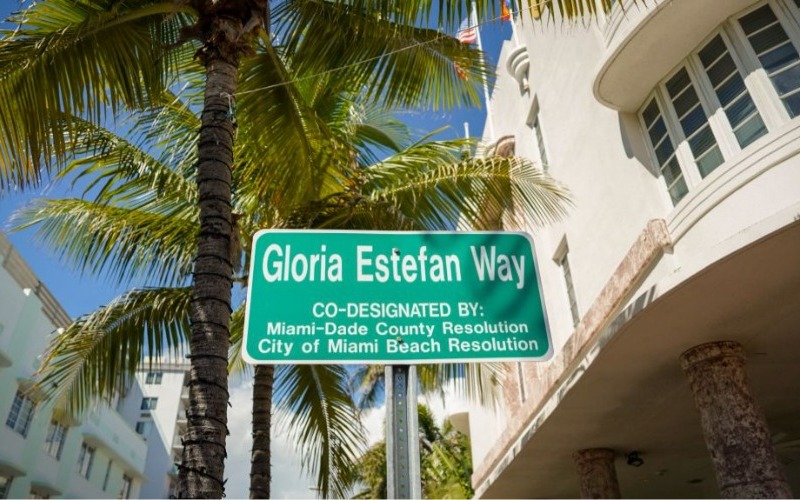 Gloria Estefan Way
CO-DESIGNATED BY:
Miami-Dade County Resolution
City of Miami Beach Resolution